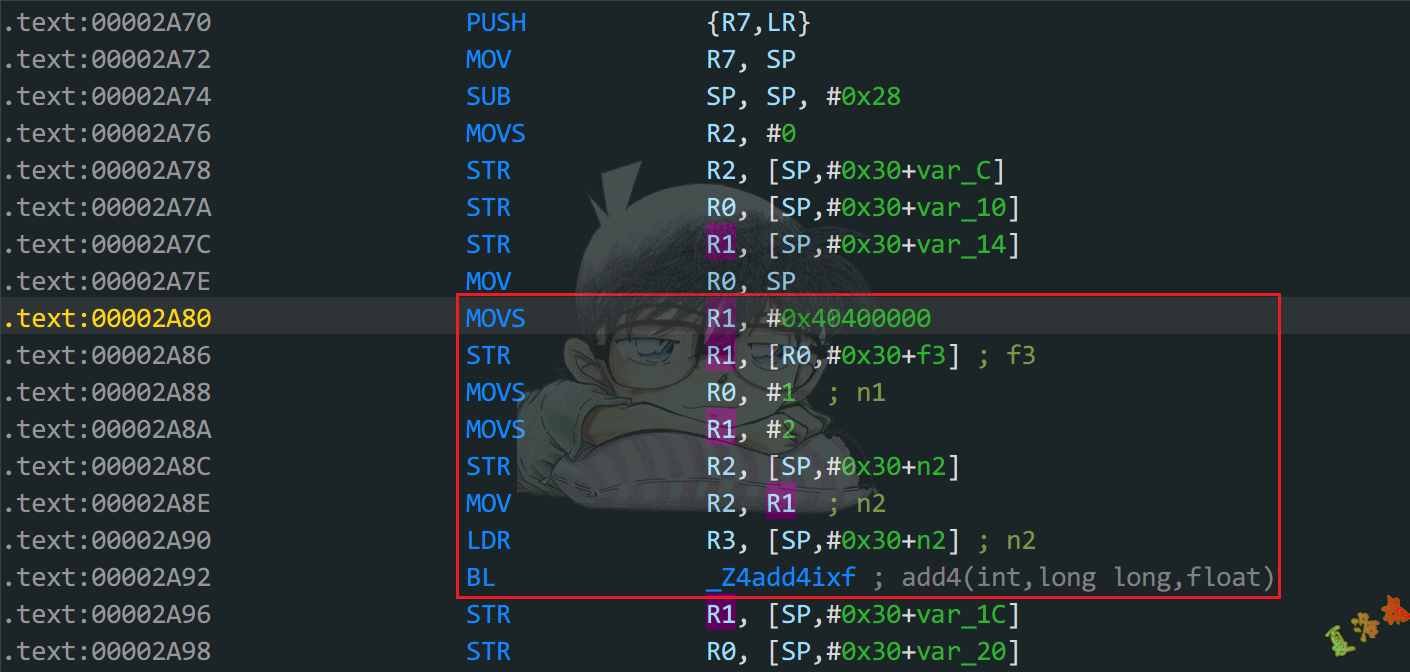 .text:00002A70 PUSH {R7,LR}
.text:00002A72 MOV R7, SP
.text:00002A74 SUB SP, SP, #0x28
.text:00002A76 MOVS R2, #0
.text:00002A78 STR R2, [SP,#0x30+var_C]
.text:00002A7A STR R0, [SP,#0x30+var_10]
.text:00002A7C STR R1, [SP,#0x30+var_14]
.text:00002A7E MOV R0, SP
.text:00002A80 MOVS R1, #0x40400000
.text:00002A86 STR R1, [R0,#0x30+f3] ; f3
.text:00002A88 MOVS R0, #1 ; n1
.text:00002A8A MOVS R1, #2
.text:00002A8C STR R2, [SP,#0x30+n2]
.text:00002A8E MOV R2, R1 ; n2
.text:00002A90 LDR R3, [SP,#0x30+n2] ; n2
.text:00002A92 BL _Z4add4ixf ; add4(int,long long,float)
.text:00002A96 STR R1, [SP,#0x30+var_1C]
.text:00002A98 STR R0, [SP,#0x30+var_20]